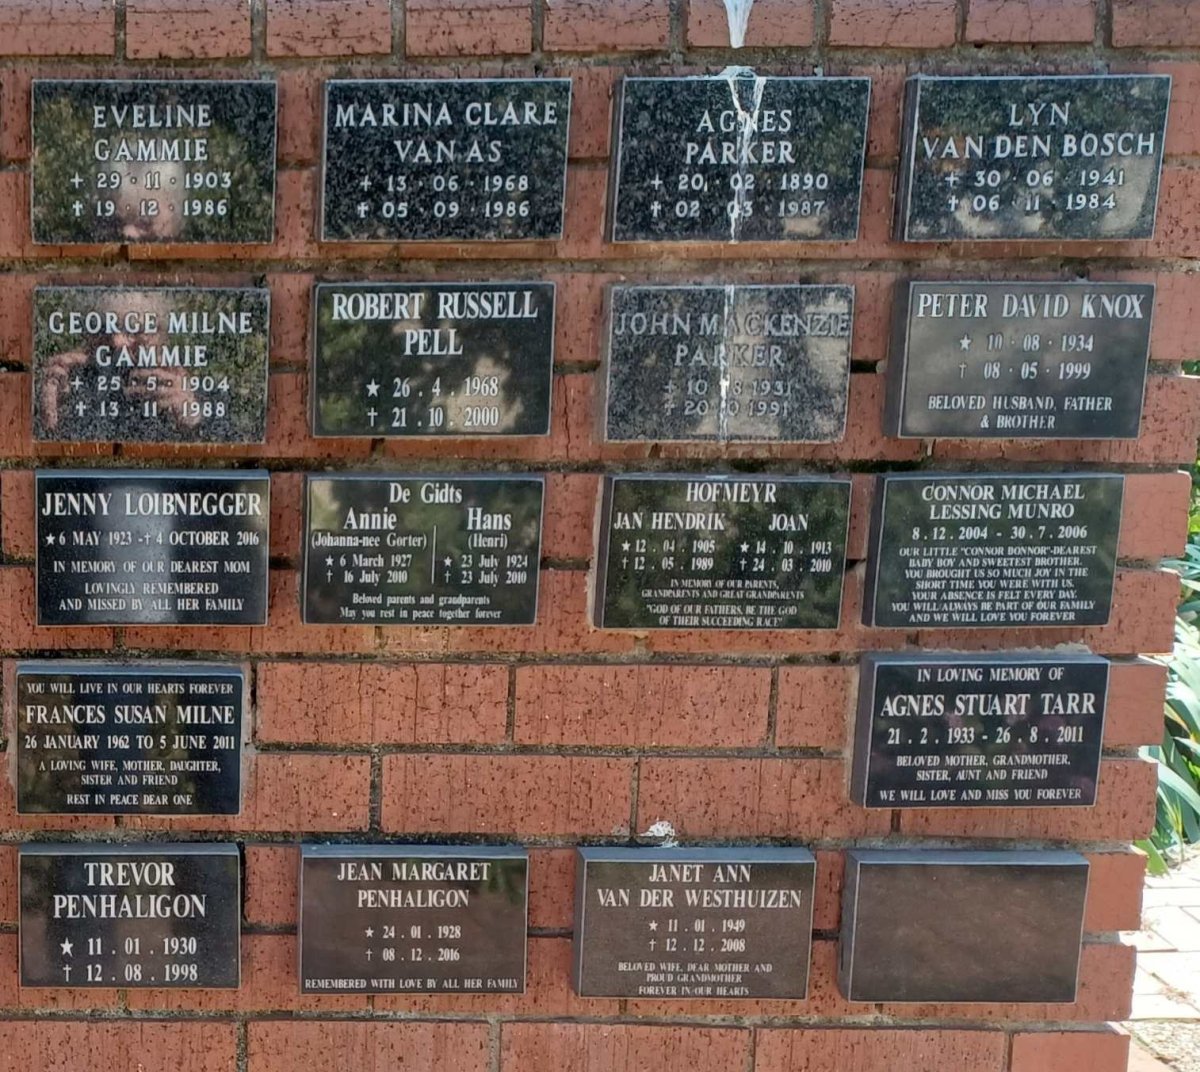 EVELINE
GAMMIE
+ 29 · 11 · 1903
✝ 19 · 12 · 1986
MARINA CLARE
VAN AS
+ 13 · 06 · 1968
✝ 05 · 09 · 1986
AGNES
PARKER
+ 20 · 02 · 1890
✝ 02 · 03 · 1987
LYN
VAN DEN BOSCH
+ 30 · 06 · 1941
✝ 06 · 11 · 1984
GEORGE MILNE
GAMMIE
+ 25 · 5 · 1904
✝ 13 · 11 · 1988
ROBERT RUSSELL
PELL
★ 26 . 4 . 1968
† 21 . 10 . 2000
JOHN MACKENZIE
PARKER
+ 10 · 1931
✝ 20 · 1991
PETER DAVID KNOX
★ 10 · 08 · 1934
† 08 · 05 · 1999
BELOVED HUSBAND, FATHER
& BROTHER
JENNY LOIBNEGGER
★ 6 MAY 1923 - † 4 OCTOBER 2016
IN MEMORY OF OUR DEAREST MOM
LOVINGLY REMEMBERED
AND MISSED BY ALL HER FAMILY
De Gidts
Annie
(Johanna-nee Gorter)
★ 6 March 1927
† 16 July 2010
Hans
(Henri)
★ 23 July 1924
† 23 July 2010
Beloved parents and grandparents
May you rest in peace together forever
HOFMEYR
JAN HENDRIK JOAN
★ 12 . 04 . 1905 ★ 14 . 10 . 1913
† 12 . 05 . 1989 † 24 . 03 . 2010
IN MEMORY OF OUR PARENTS,
GRANDPARENTS AND GREAT GRANDPARENTS
"GOD OF OUR FATHERS, BE THE GOD
OF THEIR SUCCEEDING RACE"
CONNOR MICHAEL
LESSING MUNRO
8 . 12 . 2004 - 30 . 7 . 2006
OUR LITTLE "CONNOR BONNOR"-DEAREST
BABY BOY AND SWEETEST BROTHER.
YOU BROUGHT US SO MUCH JOY IN THE
SHORT TIME YOU WERE WITH US.
YOUR ABSENCE IS FELT EVERY DAY.
YOU WILL ALWAYS BE PART OF OUR FAMILY
AND WE WILL LOVE YOU FOREVER
YOU WILL LIVE IN OUR HEARTS FOREVER
FRANCES SUSAN MILNE
26 JANUARY 1962 TO 5 JUNE 2011
A LOVING WIFE, MOTHER, DAUGHTER,
SISTER AND FRIEND
REST IN PEACE DEAR ONE
IN LOVING MEMORY OF
AGNES STUART TARR
21 . 2 . 1933 - 26 . 8 . 2011
BELOVED MOTHER, GRANDMOTHER,
SISTER, AUNT AND FRIEND
WE WILL LOVE AND MISS YOU FOREVER
TREVOR
PENHALIGON
★ 11 . 01 . 1930
† 12 . 08 . 1998
JEAN MARGARET
PENHALIGON
★ 24 . 01 . 1928
† 08 . 12 . 2016
REMEMBERED WITH LOVE BY ALL HER FAMILY
JANET ANN
VAN DER WESTHUIZEN
★ 11 . 01 . 1949
† 12 . 12 . 2008
BELOVED WIFE, DEAR MOTHER AND
PROUD GRANDMOTHER
FOREVER IN OUR HEARTS